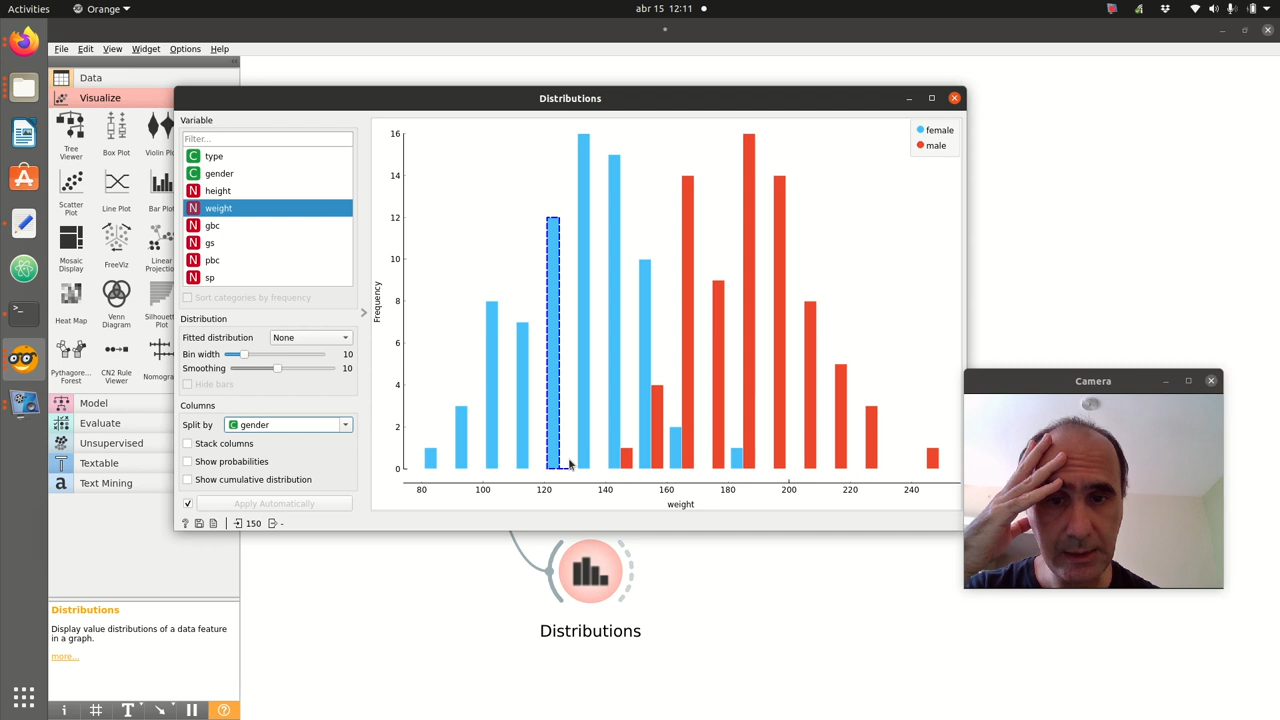 Activities
Orange
abr 15 12:11
File Edit View Widget Options Help
Data
Visualize
Tree Viewer
Box Plot
Violin Pl
Scatter Plot
Line Plot
Bar Plo
Mosaic Display
FreeViz
Linear Projectio
Heat Map
Venn Diagram
Silhouet Plot
Pythagore... Forest
CN2 Rule Viewer
Nomogra
Model
Evaluate
Unsupervised
Textable
Text Mining
Distributions
Display value distributions of a data feature
in a graph.
more...
Distributions
Variable
Filter...
C type
C gender
N height
N weight
N gbc
N gs
N pbc
N sp
Sort categories by frequency
Distribution
Fitted distribution None
Bin width 10
Smoothing 10
Hide bars
Columns
Split by C gender
Stack columns
Show probabilities
Show cumulative distribution
Apply Automatically
? 150 -
female
male
16
14
12
10
8
6
4
2
0
Frequency
80 100 120 140 160 180 200 220 240
weight
Distributions
Camera